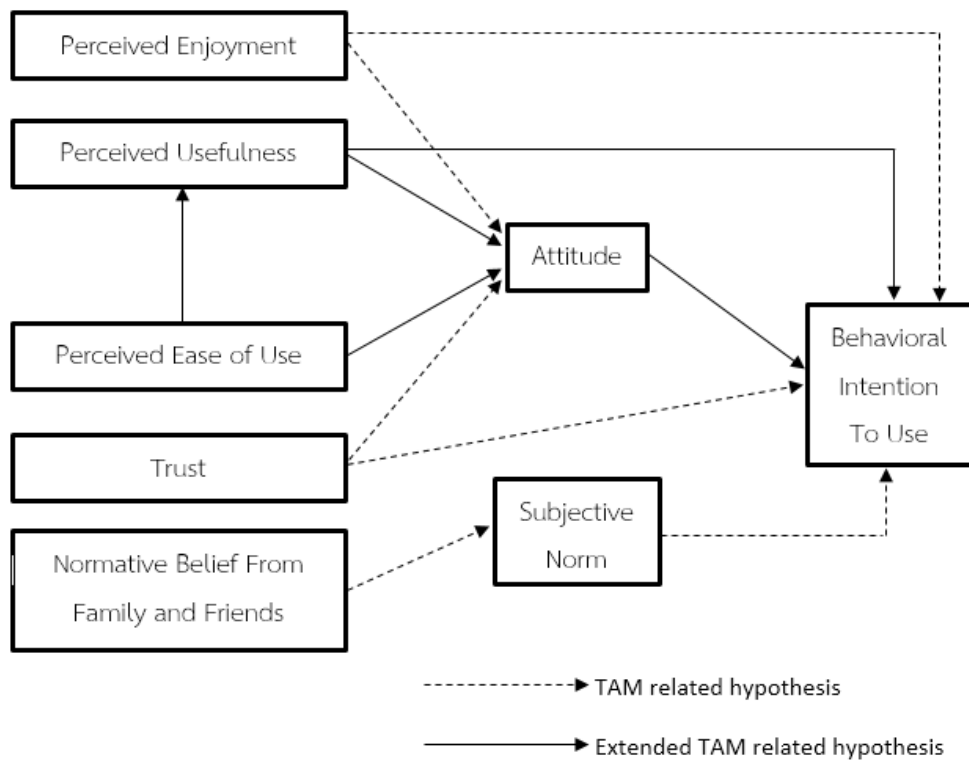 Perceived Enjoyment
Perceived Usefulness
Attitude
Perceived Ease of Use
Behavioral
Intention
To Use
Trust
Subjective
Norm
Normative Belief From
Family and Friends
TAM related hypothesis
Extended TAM related hypothesis